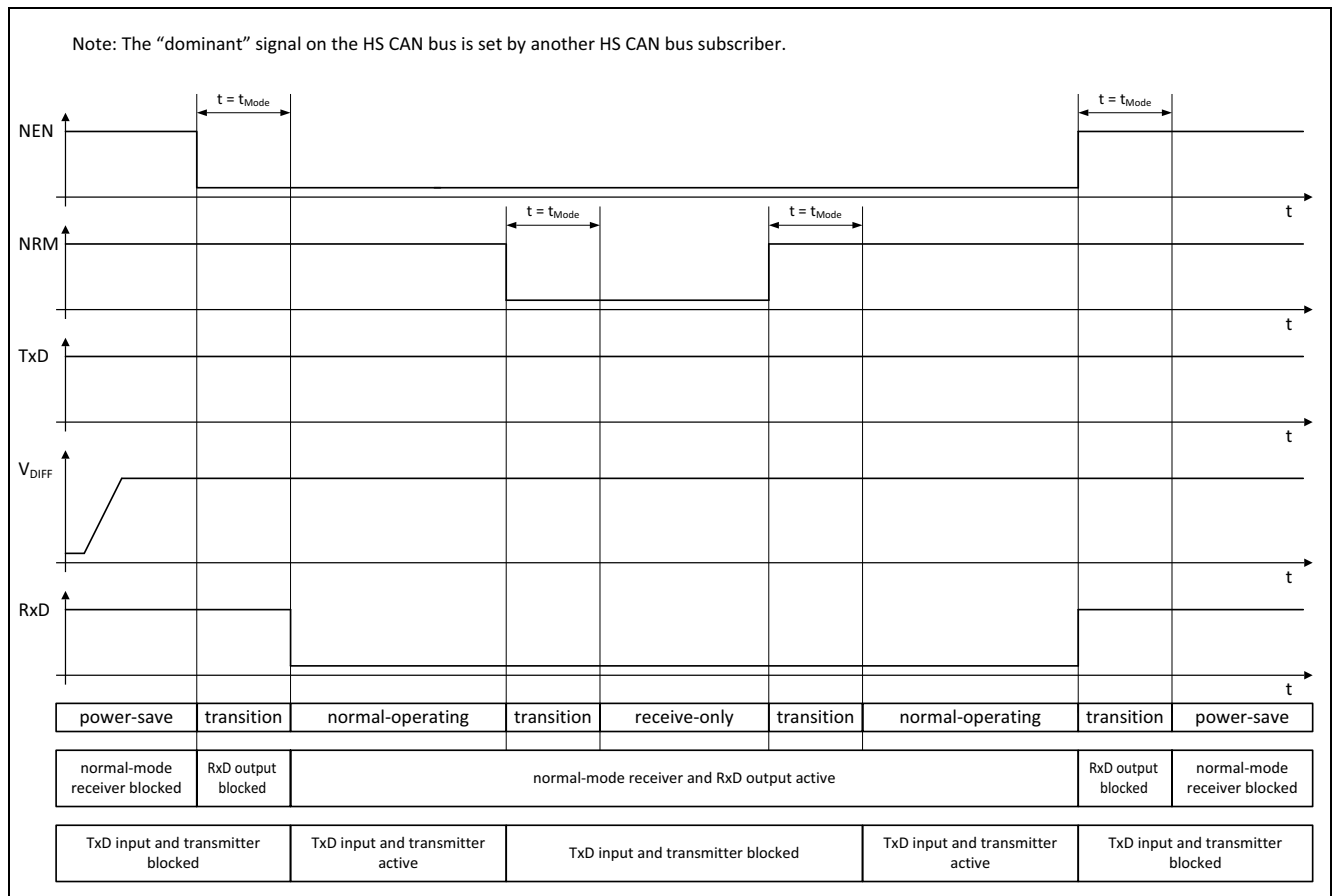 Note: The “dominant” signal on the HS CAN bus is set by another HS CAN bus subscriber.
t = tMode
t = tMode
NEN
t
t = tMode
t = tMode
NRM
t
TxD
t
VDIFF
t
RxD
t
power-save
transition
normal-operating
transition
receive-only
transition
normal-operating
transition
power-save
normal-mode
receiver blocked
RxD output
blocked
normal-mode receiver and RxD output active
RxD output
blocked
normal-mode
receiver blocked
TxD input and transmitter
blocked
TxD input and transmitter
active
TxD input and transmitter blocked
TxD input and transmitter
active
TxD input and transmitter
blocked